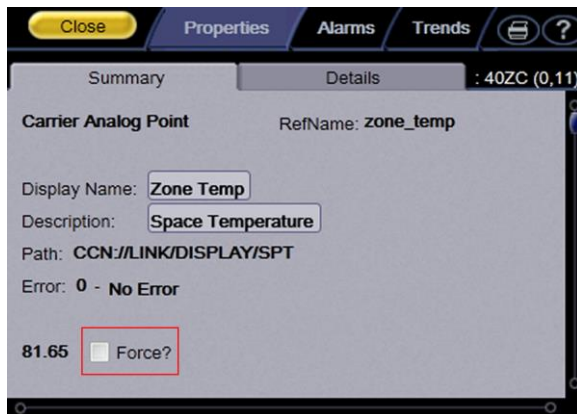 Close Properties Alarms Trends ?
Summary Details : 40ZC (0,11)
Carrier Analog Point RefName: zone_temp
Display Name: Zone Temp
Description: Space Temperature
Path: CCN://LINK/DISPLAY/SPT
Error: 0 - No Error
81.65 Force?